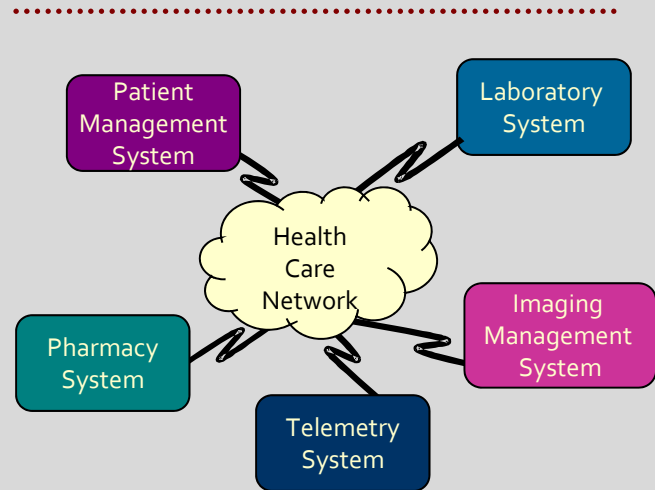 Patient
Management
System
Laboratory
System
Health
Care
Network
Imaging
Management
System
Pharmacy
System
Telemetry
System